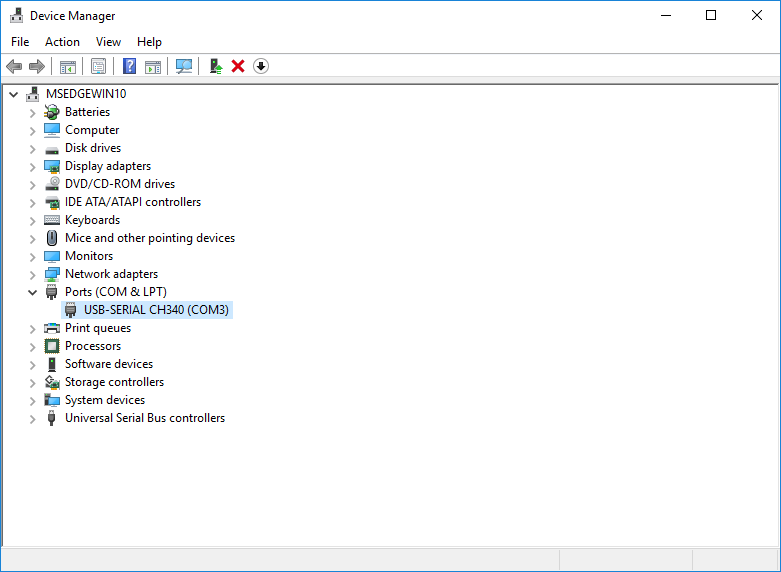 Device Manager
File Action View Help
MSEDGEWIN10
Batteries
Computer
Disk drives
Display adapters
DVD/CD-ROM drives
IDE ATA/ATAPI controllers
Keyboards
Mice and other pointing devices
Monitors
Network adapters
Ports (COM & LPT)
USB-SERIAL CH340 (COM3)
Print queues
Processors
Software devices
Storage controllers
System devices
Universal Serial Bus controllers